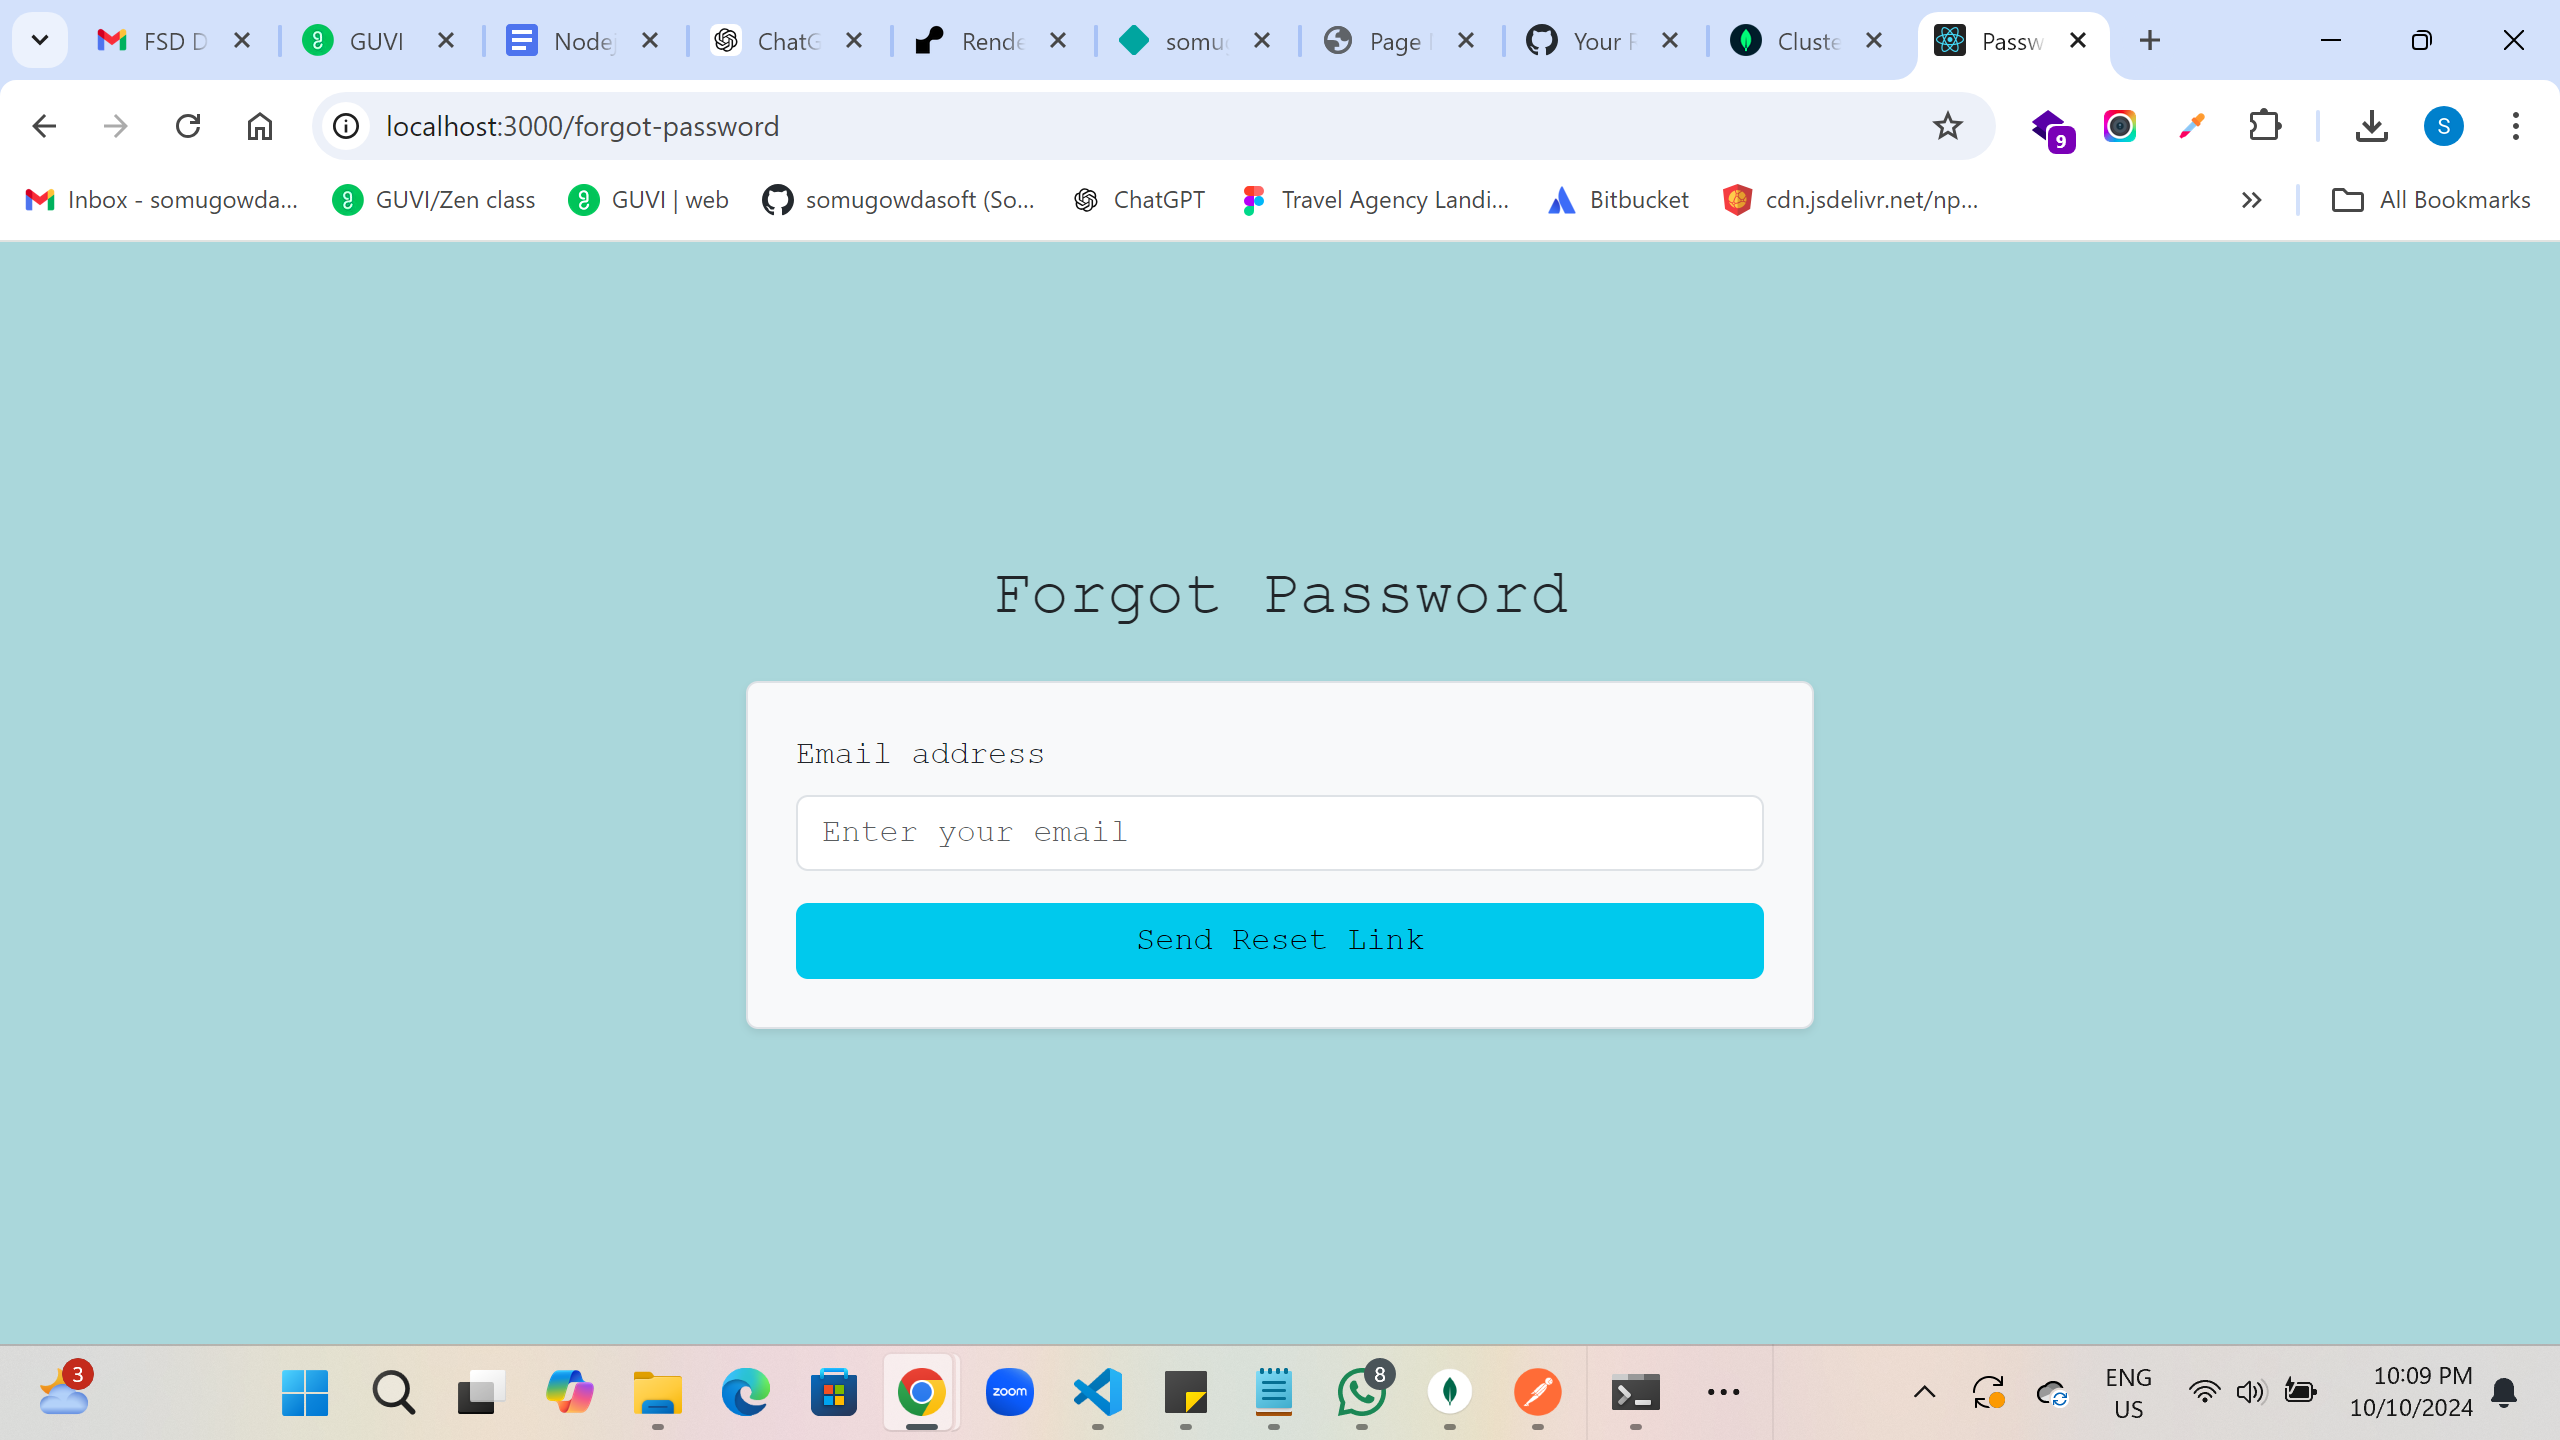 FSD D
GUVI
Nodej
ChatG
Rende
somug
Page
Your R
Cluste
Passw
localhost:3000/forgot-password
9
S
Inbox - somugowda...
GUVI/Zen class
GUVI | web
somugowdasoft (So...
ChatGPT
Travel Agency Landi...
Bitbucket
cdn.jsdelivr.net/np...
All Bookmarks
Forgot Password
Email address
Enter your email
Send Reset Link
3
zoom
8
ENG
US
10:09 PM
10/10/2024